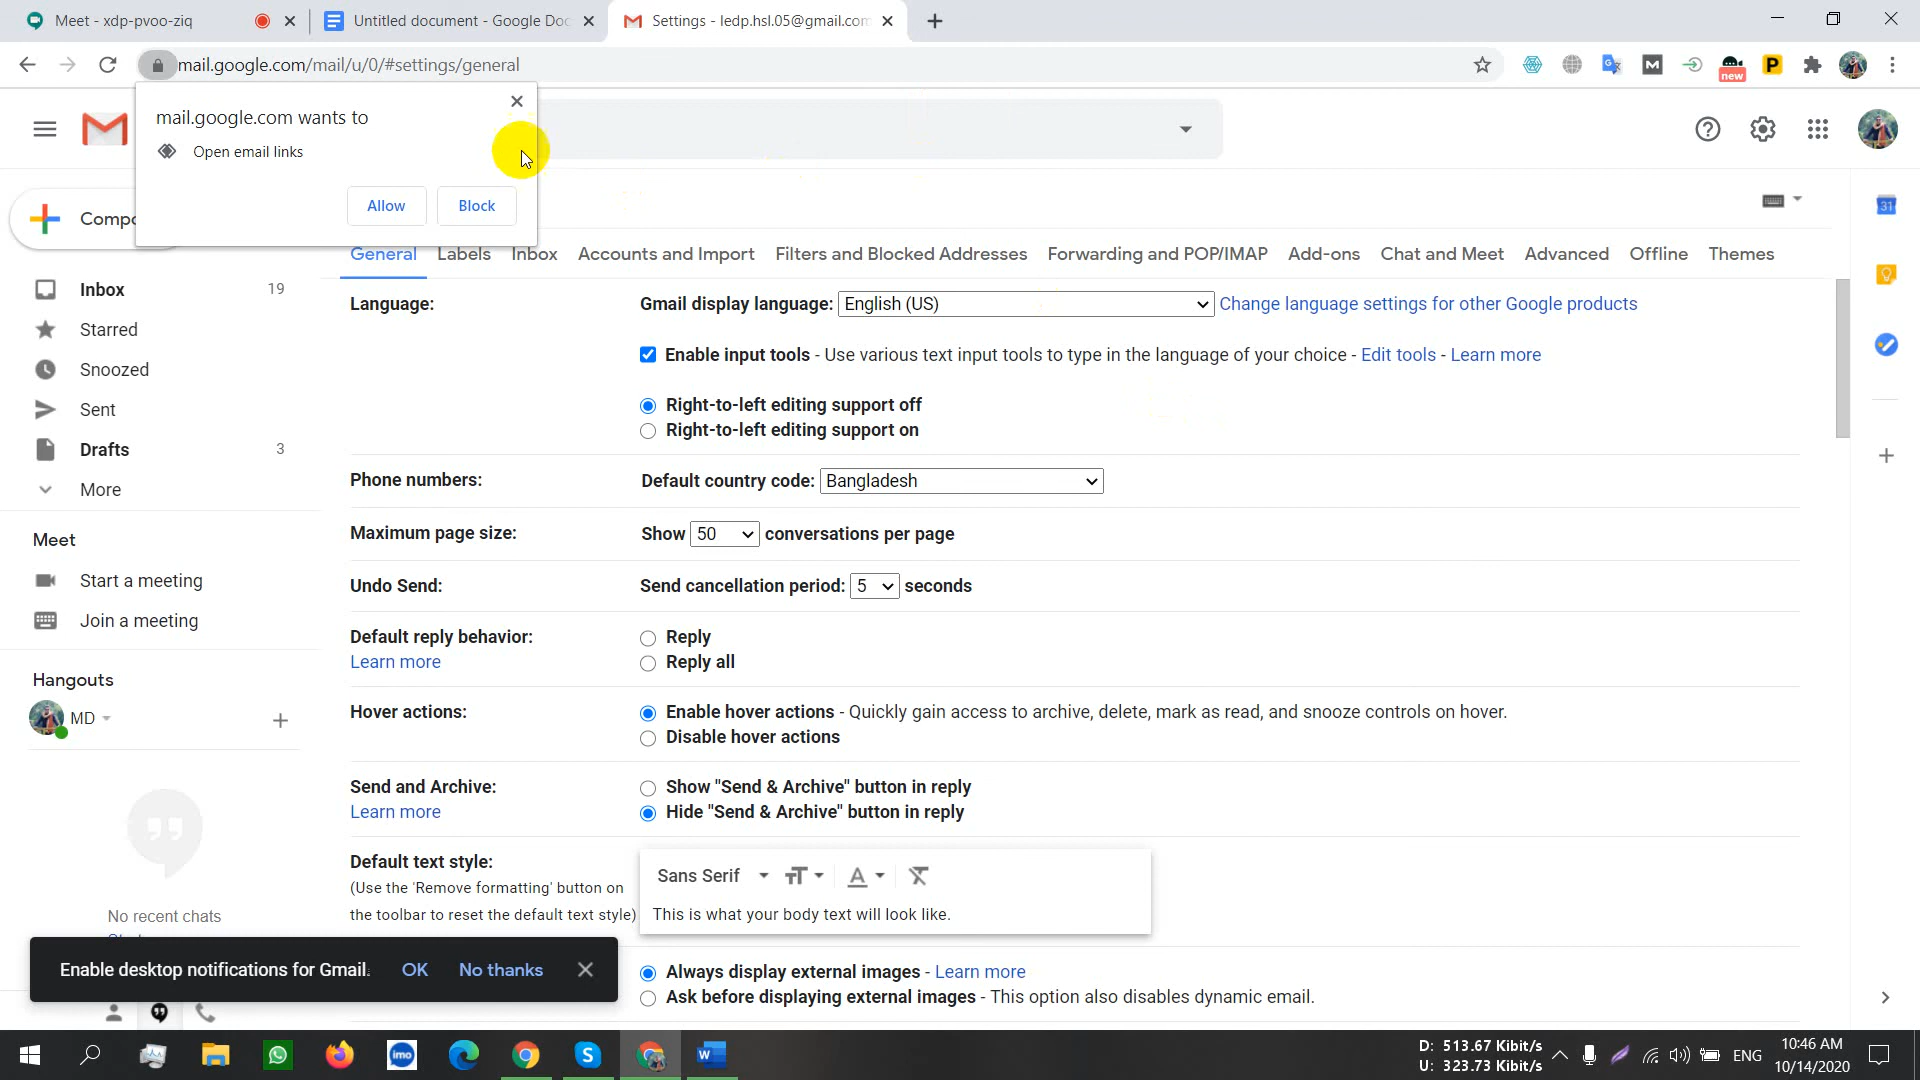 Meet - xdp-pvoo-ziq
Untitled document - Google Doc
Settings - ledp.hsl.05@gmail.com
mail.google.com/mail/u/0/#settings/general
new
mail.google.com wants to
Open email links
Allow
Block
Compo
General
Labels
Inbox
Accounts and Import
Filters and Blocked Addresses
Forwarding and POP/IMAP
Add-ons
Chat and Meet
Advanced
Offline
Themes
Inbox 19
Starred
Snoozed
Sent
Drafts 3
More
Meet
Start a meeting
Join a meeting
Hangouts
MD
No recent chats
Language:
Gmail display language: English (US) Change language settings for other Google products
Enable input tools - Use various text input tools to type in the language of your choice - Edit tools - Learn more
Right-to-left editing support off
Right-to-left editing support on
Phone numbers:
Default country code: Bangladesh
Maximum page size:
Show 50 conversations per page
Undo Send:
Send cancellation period: 5 seconds
Default reply behavior:
Learn more
Reply
Reply all
Hover actions:
Enable hover actions - Quickly gain access to archive, delete, mark as read, and snooze controls on hover.
Disable hover actions
Send and Archive:
Learn more
Show "Send & Archive" button in reply
Hide "Send & Archive" button in reply
Default text style:
(Use the 'Remove formatting' button on
the toolbar to reset the default text style)
Sans Serif
This is what your body text will look like.
Always display external images - Learn more
Ask before displaying external images - This option also disables dynamic email.
Enable desktop notifications for Gmail. OK No thanks
31
imo
D: 513.67 Kibit/s
U: 323.73 Kibit/s
ENG
10:46 AM
10/14/2020